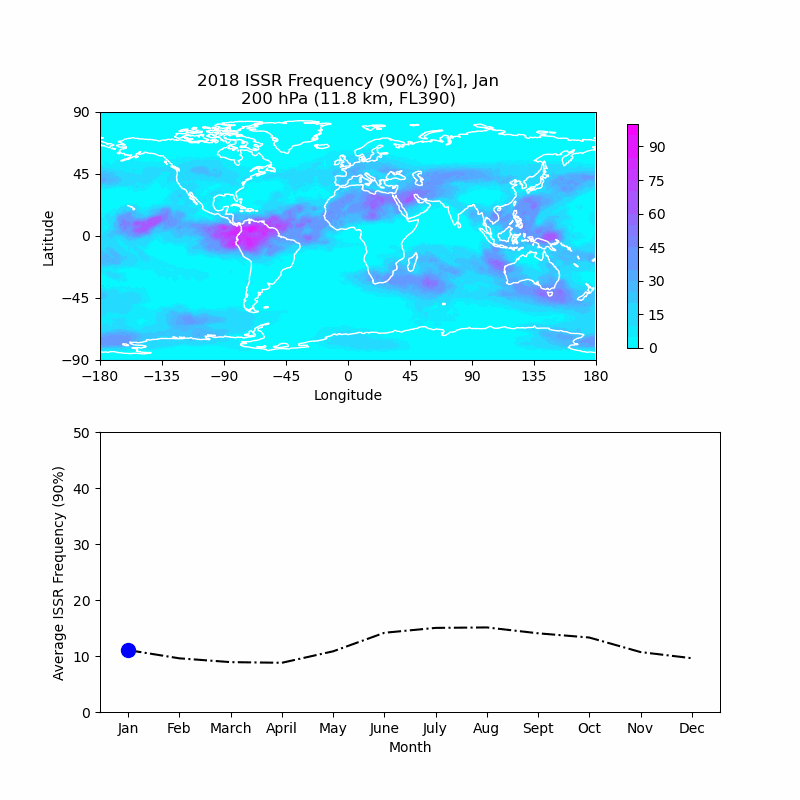 2018 ISSR Frequency (90%) [%], Jan
200 hPa (11.8 km, FL390)
90
45
0
−45
−90
Latitude
−180
−135
−90
−45
0
45
90
135
180
Longitude
90
75
60
45
30
15
0
50
40
30
20
10
0
Average ISSR Frequency (90%)
Jan
Feb
March
April
May
June
July
Aug
Sept
Oct
Nov
Dec
Month